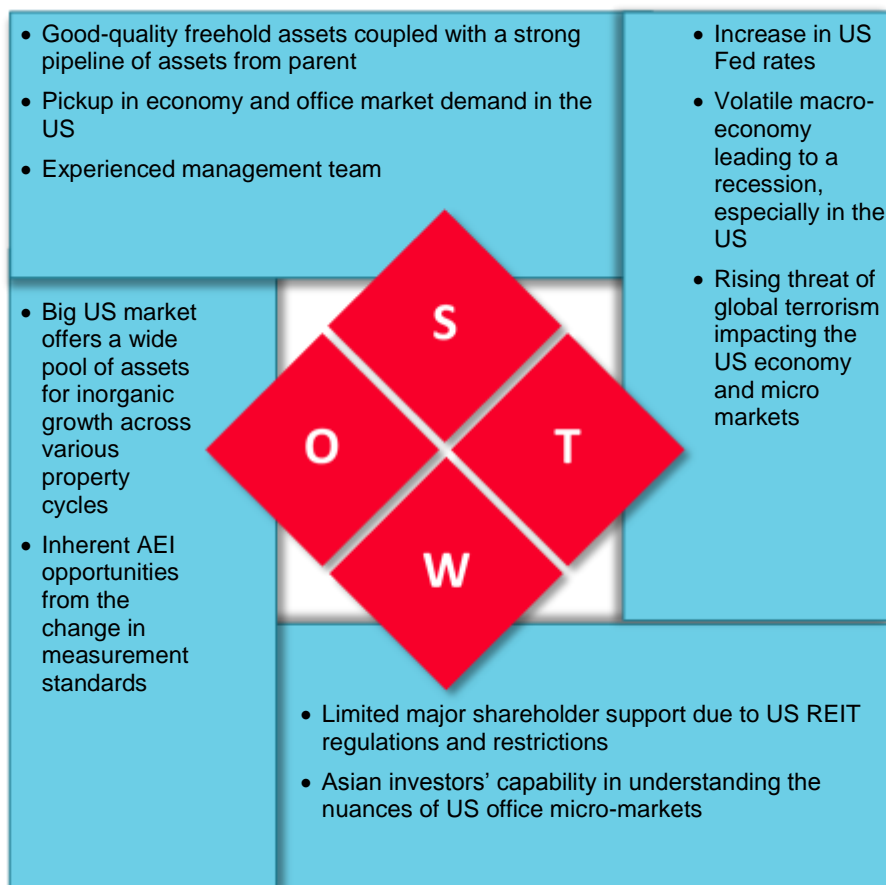 • Good-quality freehold assets coupled with a strong
pipeline of assets from parent
• Pickup in economy and office market demand in the
US
• Experienced management team
• Increase in US
Fed rates
• Volatile macro-
economy
leading to a
recession,
especially in the
US
• Rising threat of
global terrorism
impacting the
US economy
and micro
markets
• Big US market
offers a wide
pool of assets
for inorganic
growth across
various
property
cycles
• Inherent AEI
opportunities
from the
change in
measurement
standards
S
O
T
W
• Limited major shareholder support due to US REIT
regulations and restrictions
• Asian investors’ capability in understanding the
nuances of US office micro-markets